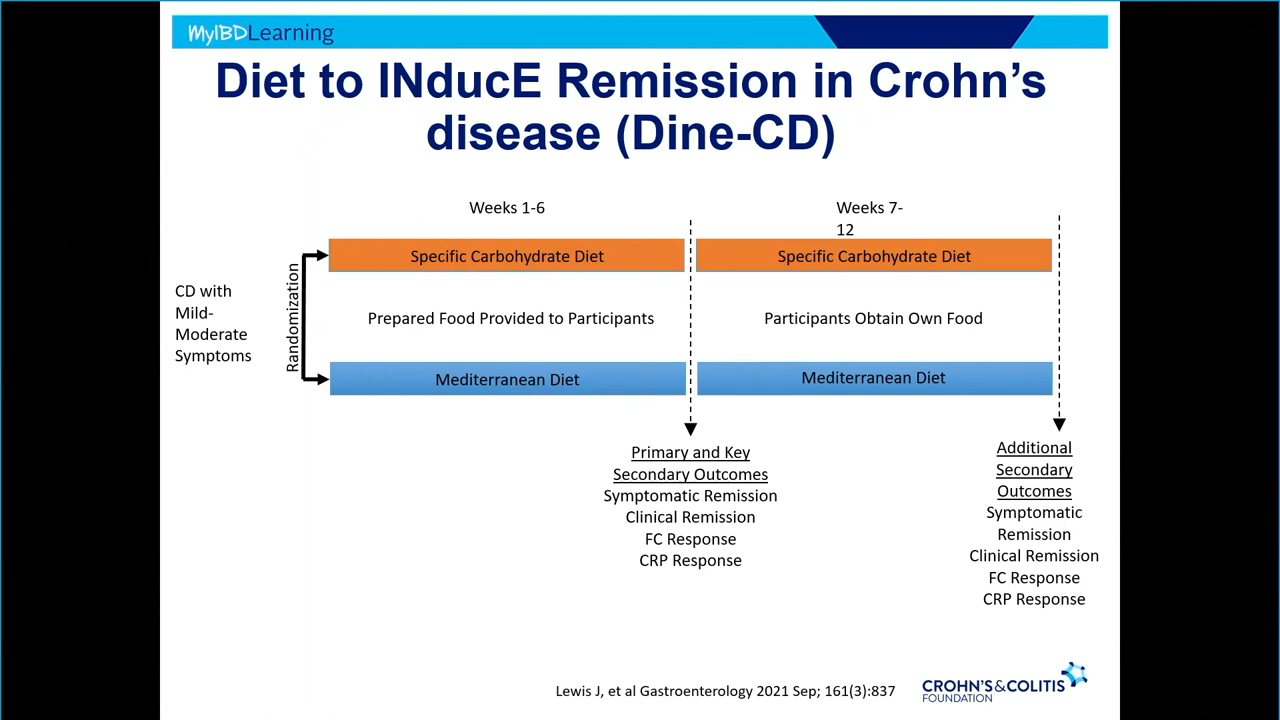 MyIBDLearning
Diet to INducE Remission in Crohn's
disease (Dine-CD)
Weeks 1-6
Weeks 7-
12
Specific Carbohydrate Diet
Specific Carbohydrate Diet
CD with
Mild-
Moderate
Symptoms
Randomization
Prepared Food Provided to Participants
Participants Obtain Own Food
Mediterranean Diet
Mediterranean Diet
Primary and Key
Secondary Outcomes
Symptomatic Remission
Clinical Remission
FC Response
CRP Response
Additional
Secondary
Outcomes
Symptomatic
Remission
Clinical Remission
FC Response
CRP Response
Lewis J, et al Gastroenterology 2021 Sep; 161(3):837
CROHN'S & COLITIS
FOUNDATION